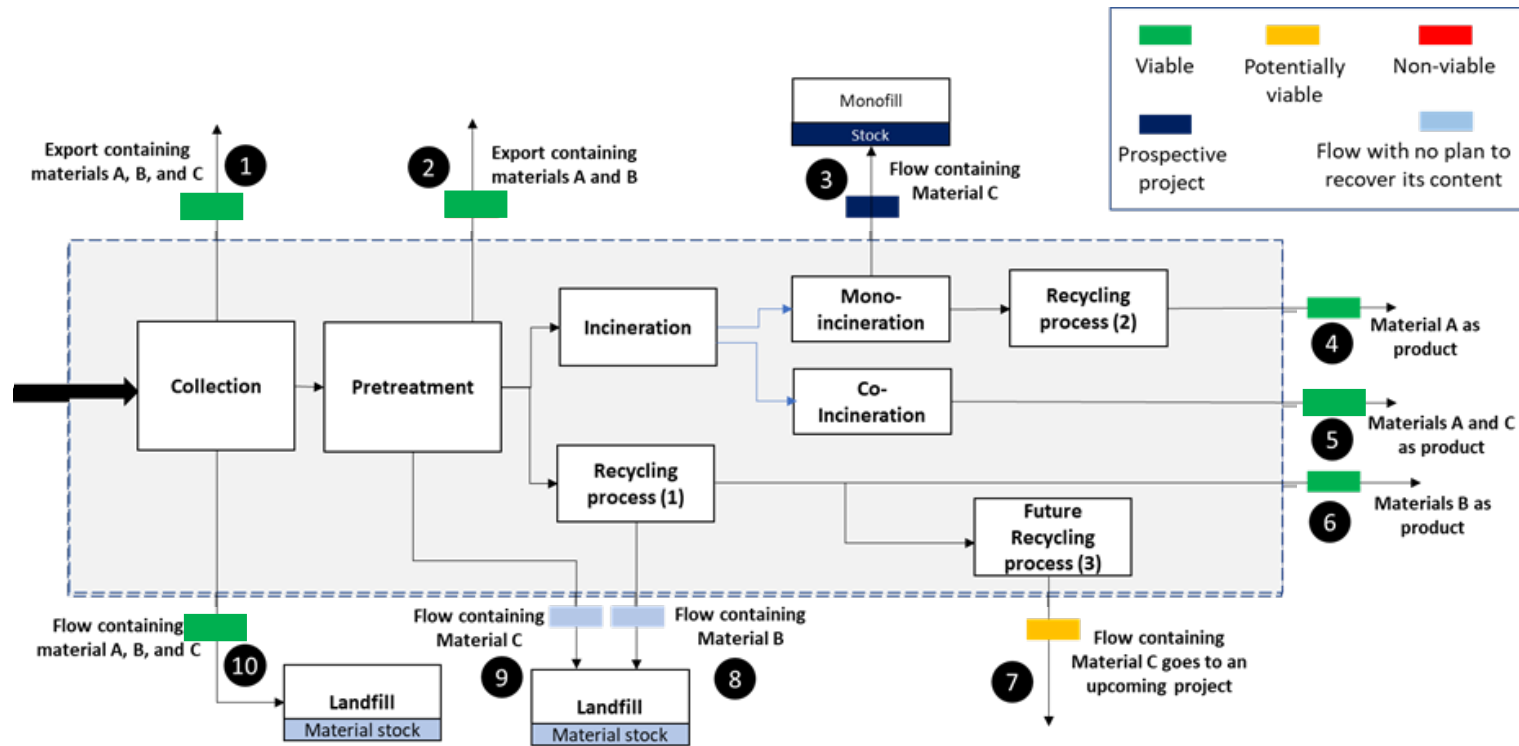 Viable
Potentially
viable
Non-viable
Prospective
project
Flow with no plan to
recover its content
Monofill
Stock
Export containing
materials A, B, and C
1
2
Export containing
materials A and B
3
Flow containing
Material C
Collection
Pretreatment
Incineration
Mono-
incineration
Recycling
process (2)
4
Material A as
product
Co-
Incineration
5
Materials A and C
as product
Recycling
process (1)
6
Materials B as
product
Future
Recycling
process (3)
Flow containing
material A, B, and C
10
Landfill
Material stock
Flow containing
Material C
9
Flow containing
Material B
8
Landfill
Material stock
7
Flow containing
Material C goes to an
upcoming project